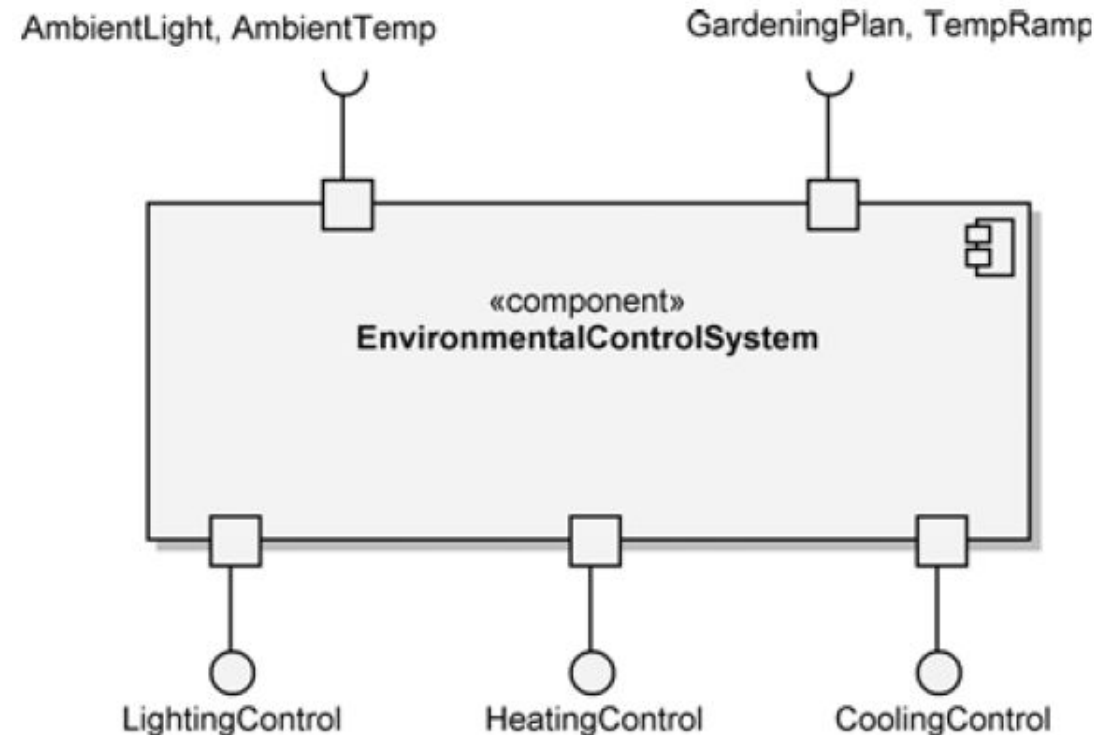 AmbientLight, AmbientTemp
GardeningPlan, TempRamp
«component»
EnvironmentalControlSystem
LightingControl
HeatingControl
CoolingControl